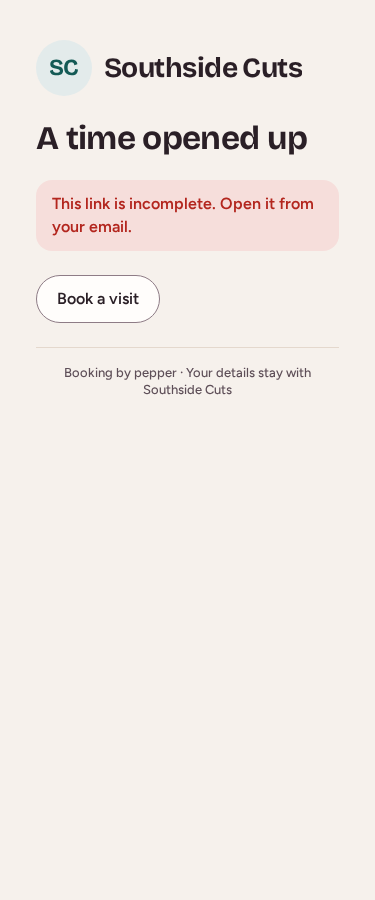 SC
Southside Cuts
A time opened up
This link is incomplete. Open it from
your email.
Book a visit
Booking by pepper · Your details stay with
Southside Cuts